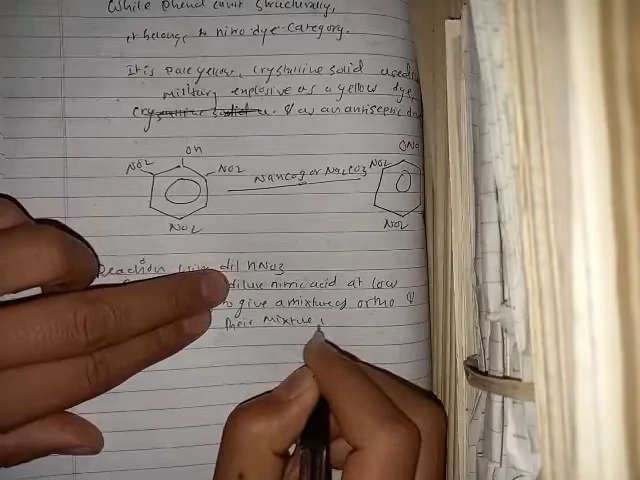 While phenol
structurally,
it belongs to nitro-dye-category.
It is pale yellow, crystalline solid used
military explosive as a yellow dye,
& as an antiseptic
OH
NO2
NO2
NO2
NaHCO3 or Na2CO3
ONa
NO2
NO2
Reaction with dil HNO3
dilute nitric acid at low
to give a mixture of ortho &
Their mixture i